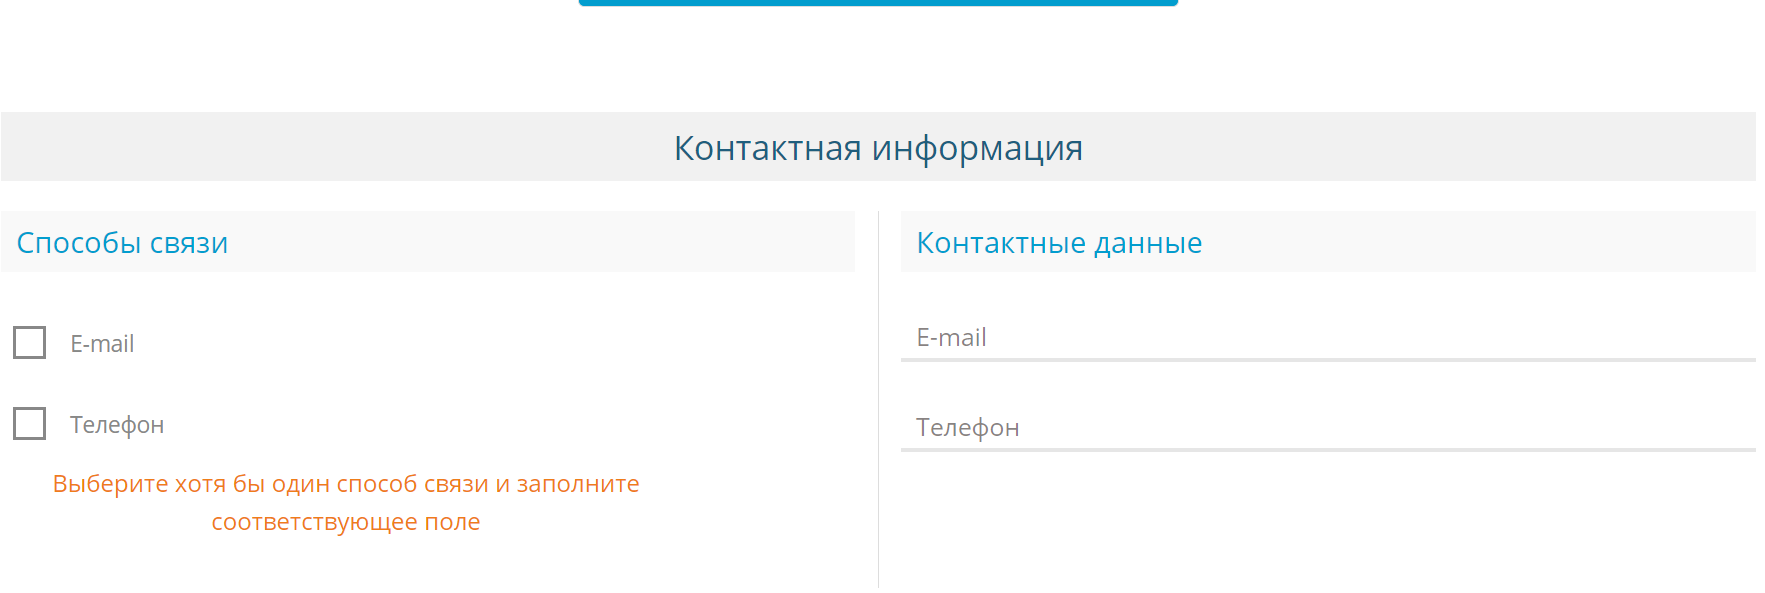 Контактная информация
Способы связи
E-mail
Телефон
Выберите хотя бы один способ связи и заполните
соответствующее поле
Контактные данные
E-mail
Телефон